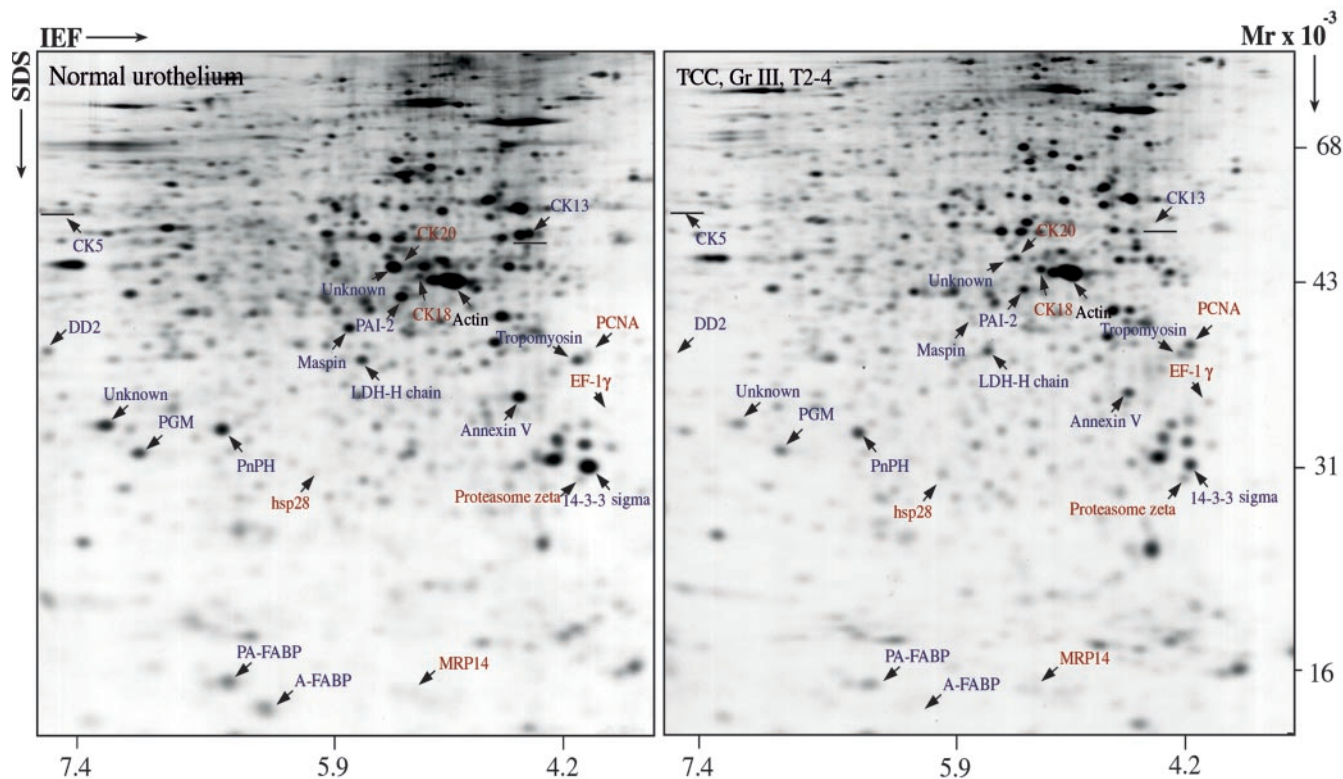 IEF
Mr x 10-3
SDS
Normal urothelium
TCC, Gr III, T2-4
68
CK13
CK5
CK20
Unknown
43
PAI-2
CK18
Actin
DD2
Tropomyosin
PCNA
Maspin
LDH-H chain
EF-1γ
Unknown
Annexin V
PGM
PnPH
31
hsp28
Proteasome zeta
14-3-3 sigma
PA-FABP
MRP14
A-FABP
16
CK13
CK5
CK20
Unknown
PAI-2
CK18
Actin
DD2
Tropomyosin
PCNA
Maspin
LDH-H chain
EF-1γ
Unknown
Annexin V
PGM
PnPH
hsp28
Proteasome zeta
14-3-3 sigma
PA-FABP
MRP14
A-FABP
7.4
5.9
4.2
7.4
5.9
4.2